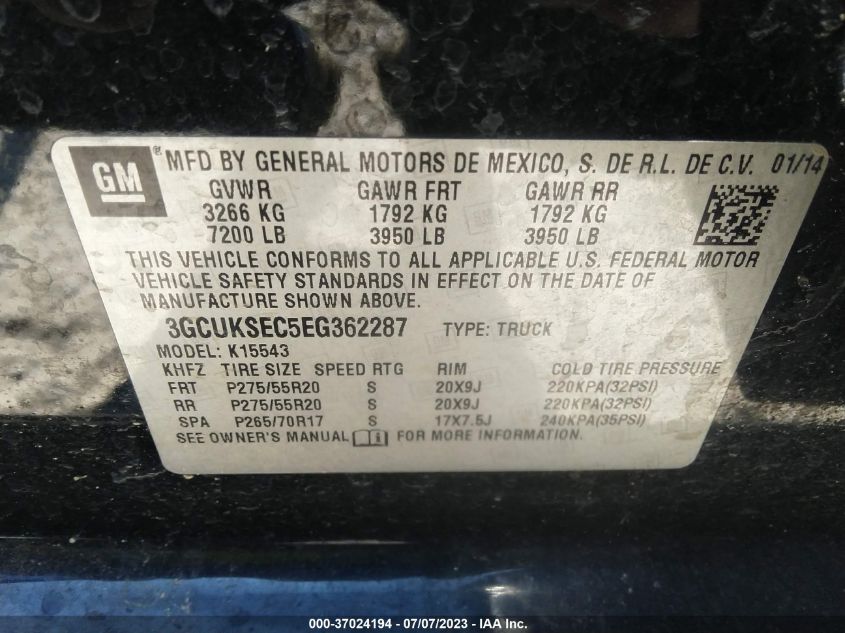 GM ® MFD BY GENERAL MOTORS DE MEXICO, S. DE R.L. DE C.V. 01/14
GVWR GAWR FRT GAWR RR
3266 KG 1792 KG 1792 KG
7200 LB 3950 LB 3950 LB
THIS VEHICLE CONFORMS TO ALL APPLICABLE U.S. FEDERAL MOTOR
VEHICLE SAFETY STANDARDS IN EFFECT ON THE DATE OF
MANUFACTURE SHOWN ABOVE.
3GCUKSEC5EG362287 TYPE: TRUCK
MODEL: K15543
KHFZ TIRE SIZE SPEED RTG RIM COLD TIRE PRESSURE
FRT P275/55R20 S 20X9J 220KPA(32PSI)
RR P275/55R20 S 20X9J 220KPA(32PSI)
SPA P265/70R17 S 17X7.5J 240KPA(35PSI)
SEE OWNER'S MANUAL FOR MORE INFORMATION.
000-37024194 - 07/07/2023 - IAA Inc.